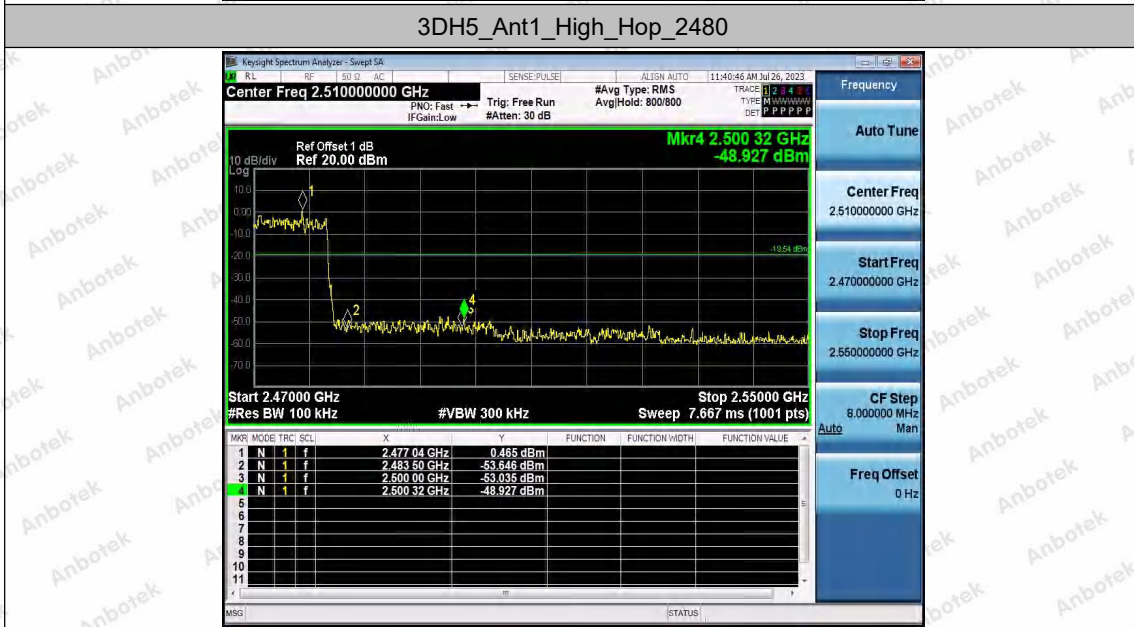 3DH5_Ant1_High_Hop_2480
Keysight Spectrum Analyzer - Swept SA
RL RF 50 Ω AC SENSE:PULSE ALIGN AUTO 11:40:46 AM Jul 26, 2023
Center Freq 2.510000000 GHz
PNO: Fast
IFGain:Low
Trig: Free Run
#Atten: 30 dB
#Avg Type: RMS
Avg|Hold: 800/800
TRACE 1 2 3 4 5 6
TYPE M W W W W W
DET P P P P P P
Mkr4 2.500 32 GHz
-48.927 dBm
Ref Offset 1 dB
10 dB/div Ref 20.00 dBm
Log
10.0
0.00
-10.0
-20.0
-30.0
-40.0
-50.0
-60.0
-70.0
1
2
4
-19.54 dBm
Start 2.47000 GHz Stop 2.55000 GHz
#Res BW 100 kHz #VBW 300 kHz Sweep 7.667 ms (1001 pts)
MKR MODE TRC SCL X Y FUNCTION FUNCTION WIDTH FUNCTION VALUE
1 N 1 f 2.477 04 GHz 0.465 dBm
2 N 1 f 2.483 50 GHz -53.646 dBm
3 N 1 f 2.500 00 GHz -53.035 dBm
4 N 1 f 2.500 32 GHz -48.927 dBm
5
6
7
8
9
10
11
MSG STATUS
Frequency
Auto Tune
Center Freq
2.510000000 GHz
Start Freq
2.470000000 GHz
Stop Freq
2.550000000 GHz
CF Step
8.000000 MHz
Auto Man
Freq Offset
0 Hz
Anbotek